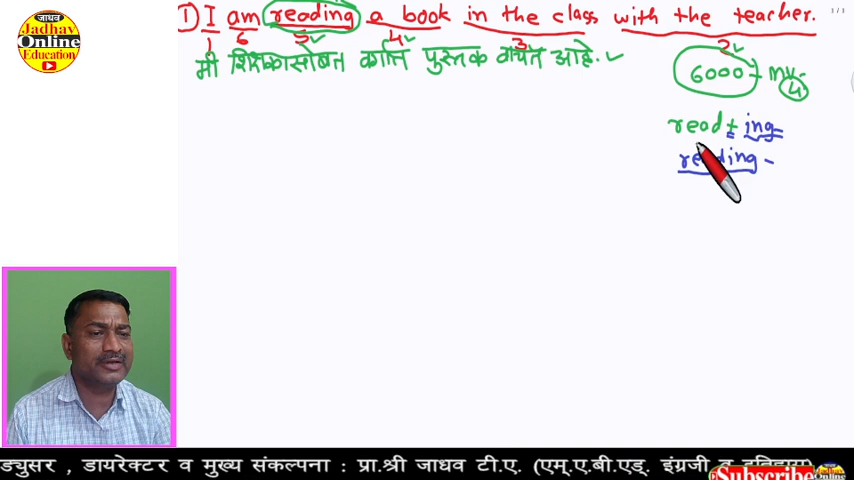 1) I am reading a book in the class with the teacher.
1 6 5✓ 4✓ 3✓ 2✓
मी शिक्षकासोबत वर्गात पुस्तक वाचत आहे. ✓
6000 - mv. 4
read + ing
reading -
जाधव
Jadhav
Online
Education
ड्युसर , डायरेक्टर व मुख्य संकल्पना : प्रा.श्री जाधव टी.ए. (एम्.ए.बी.एड्. इंग्रजी व इतिहास)
Subscribe